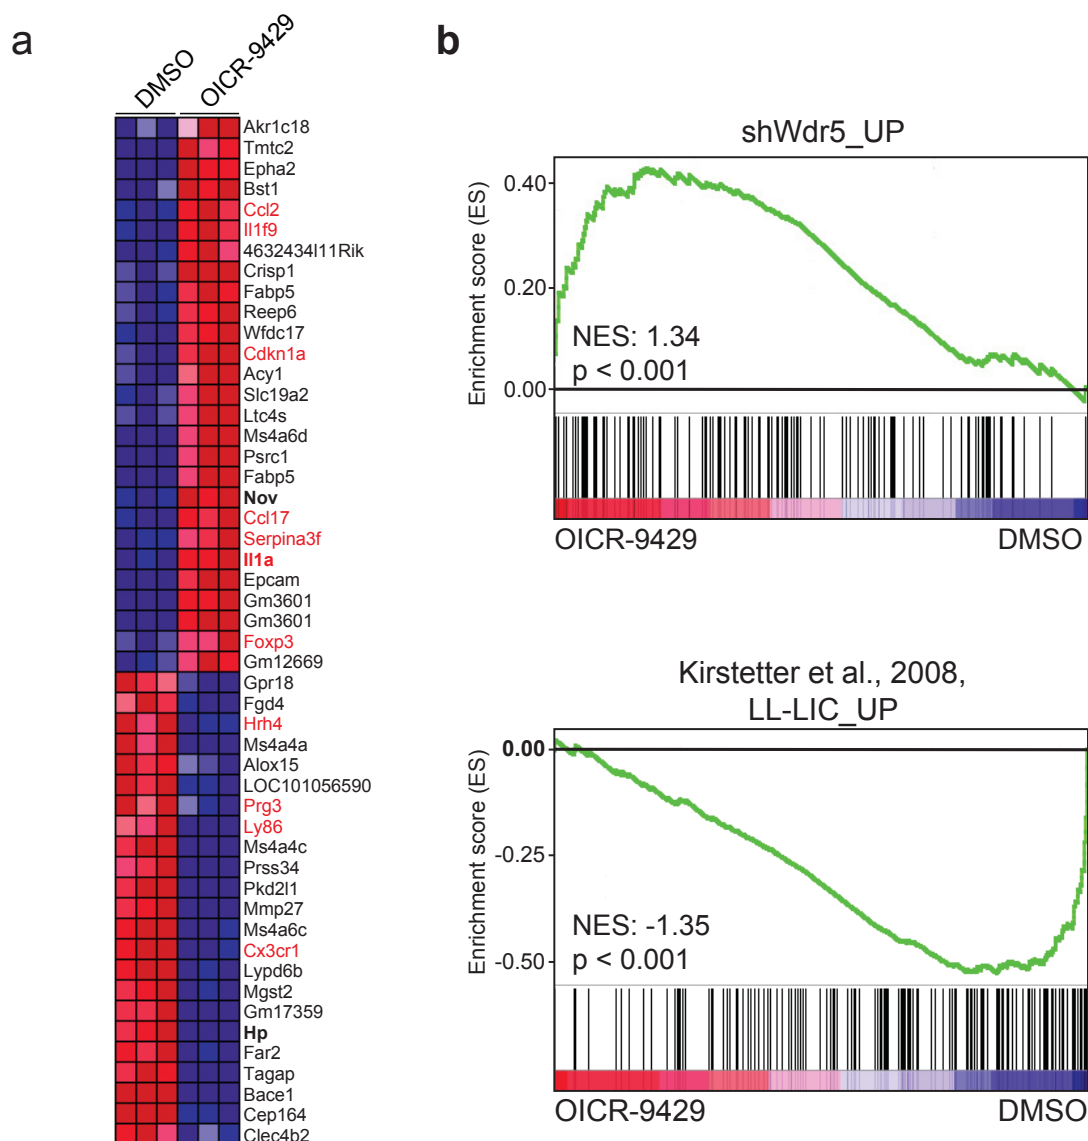 a
DMSO
OICR-9429
Akr1c18
Tmtc2
Epha2
Bst1
Ccl2
Il1f9
4632434I11Rik
Crisp1
Fabp5
Reep6
Wfdc17
Cdkn1a
Acy1
Slc19a2
Ltc4s
Ms4a6d
Psrc1
Fabp5
Nov
Ccl17
Serpina3f
Il1a
Epcam
Gm3601
Gm3601
Foxp3
Gm12669
Gpr18
Fgd4
Hrh4
Ms4a4a
Alox15
LOC101056590
Prg3
Ly86
Ms4a4c
Prss34
Pkd2l1
Mmp27
Ms4a6c
Cx3cr1
Lypd6b
Mgst2
Gm17359
Hp
Far2
Tagap
Bace1
Cep164
Clec4b2
b
shWdr5_UP
Enrichment score (ES)
0.40
0.20
0.00
NES: 1.34
p < 0.001
OICR-9429 DMSO
Kirstetter et al., 2008,
LL-LIC_UP
Enrichment score (ES)
0.00
-0.25
-0.50
NES: -1.35
p < 0.001
OICR-9429 DMSO